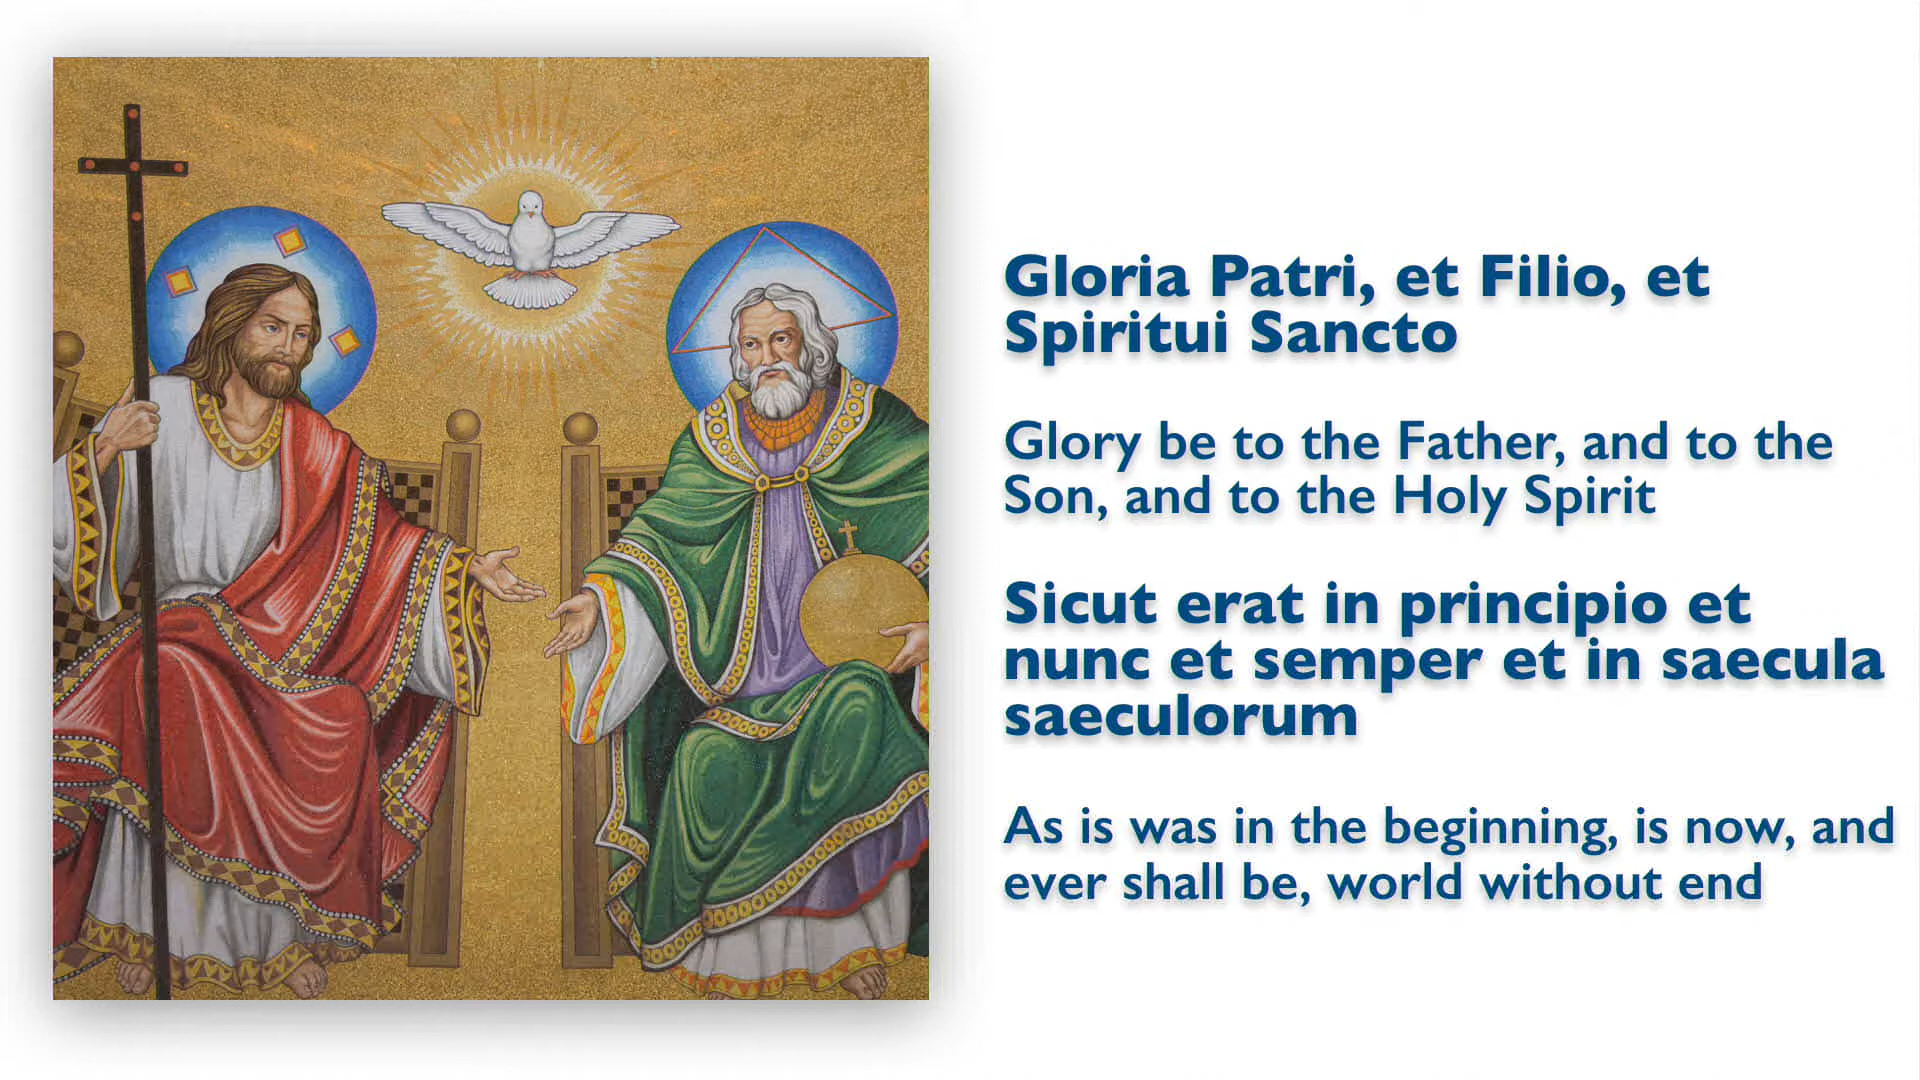 Gloria Patri, et Filio, et
Spiritui Sancto
Glory be to the Father, and to the
Son, and to the Holy Spirit
Sicut erat in principio et
nunc et semper et in saecula
saeculorum
As is was in the beginning, is now, and
ever shall be, world without end